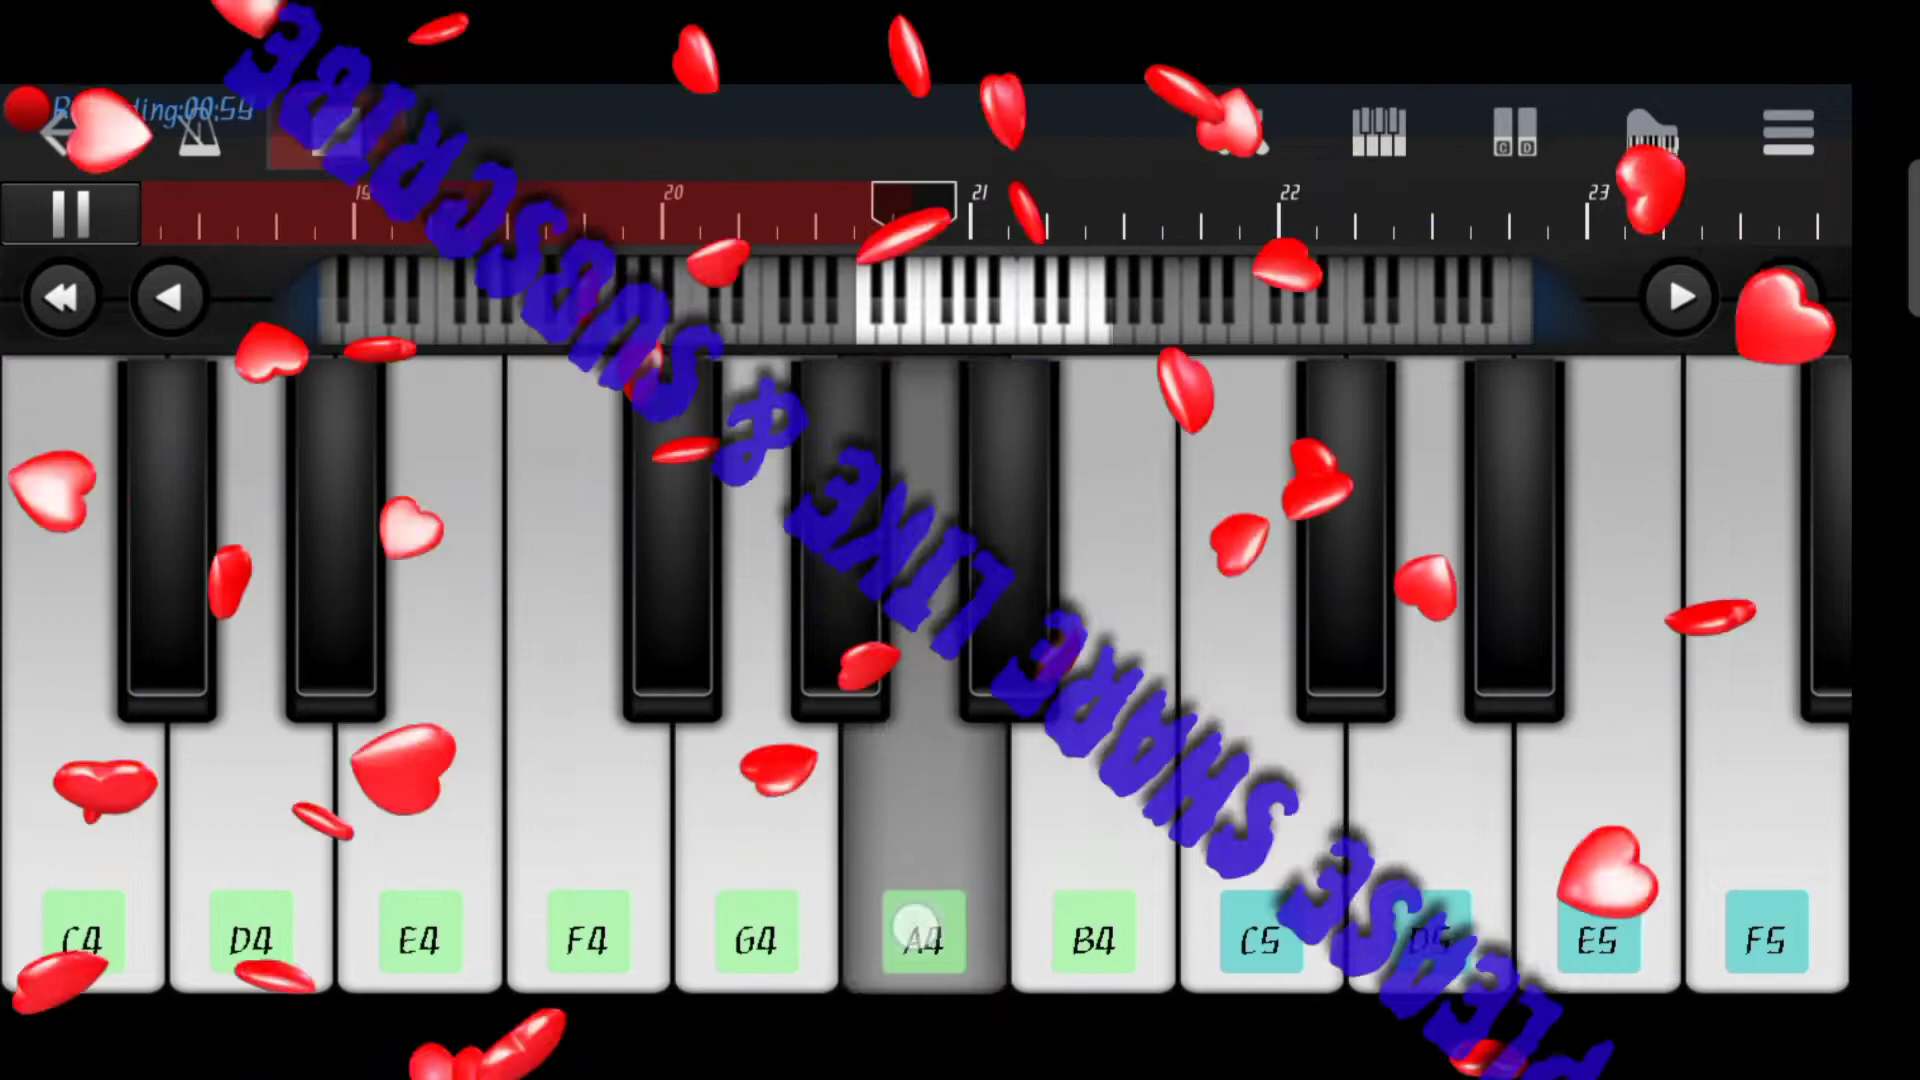 Recording:00:59
19 20 21 22 23
C D
PLEASE SHARE LIKE & SUBSCRIBE
C4 D4 E4 F4 G4 A4 B4 C5 D5 E5 F5